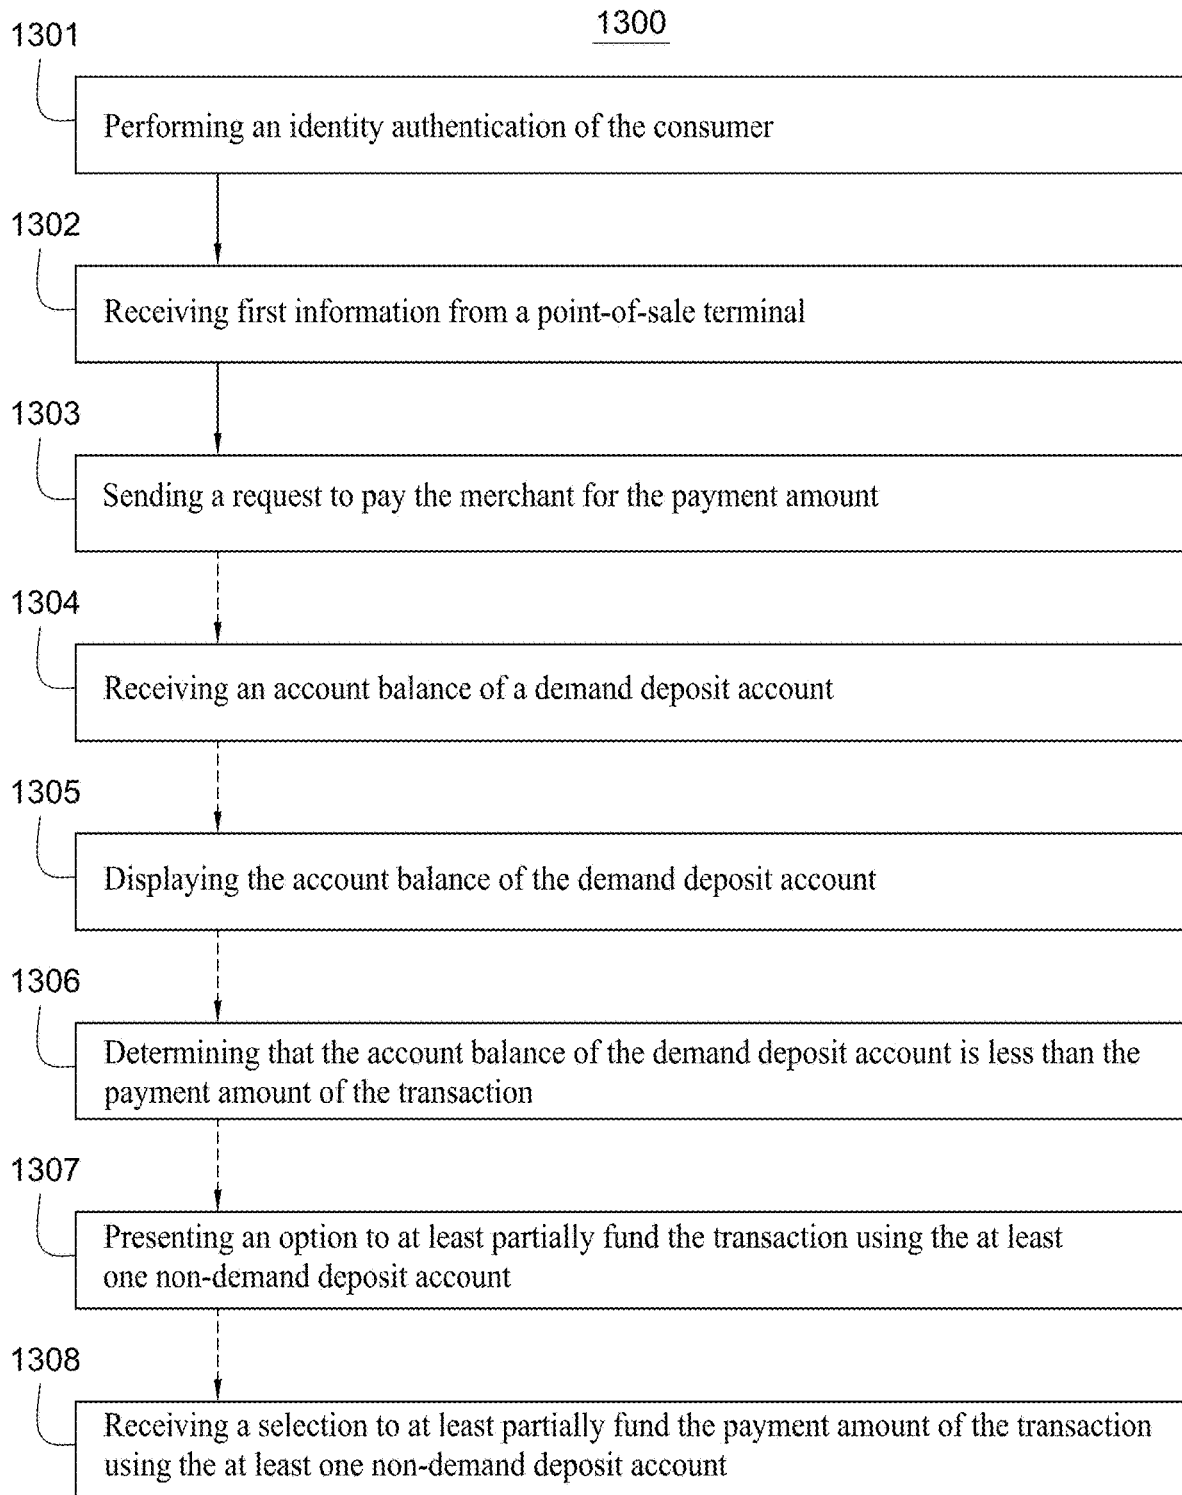 1300
1301
Performing an identity authentication of the consumer
1302
Receiving first information from a point-of-sale terminal
1303
Sending a request to pay the merchant for the payment amount
1304
Receiving an account balance of a demand deposit account
1305
Displaying the account balance of the demand deposit account
1306
Determining that the account balance of the demand deposit account is less than the
payment amount of the transaction
1307
Presenting an option to at least partially fund the transaction using the at least
one non-demand deposit account
1308
Receiving a selection to at least partially fund the payment amount of the transaction
using the at least one non-demand deposit account